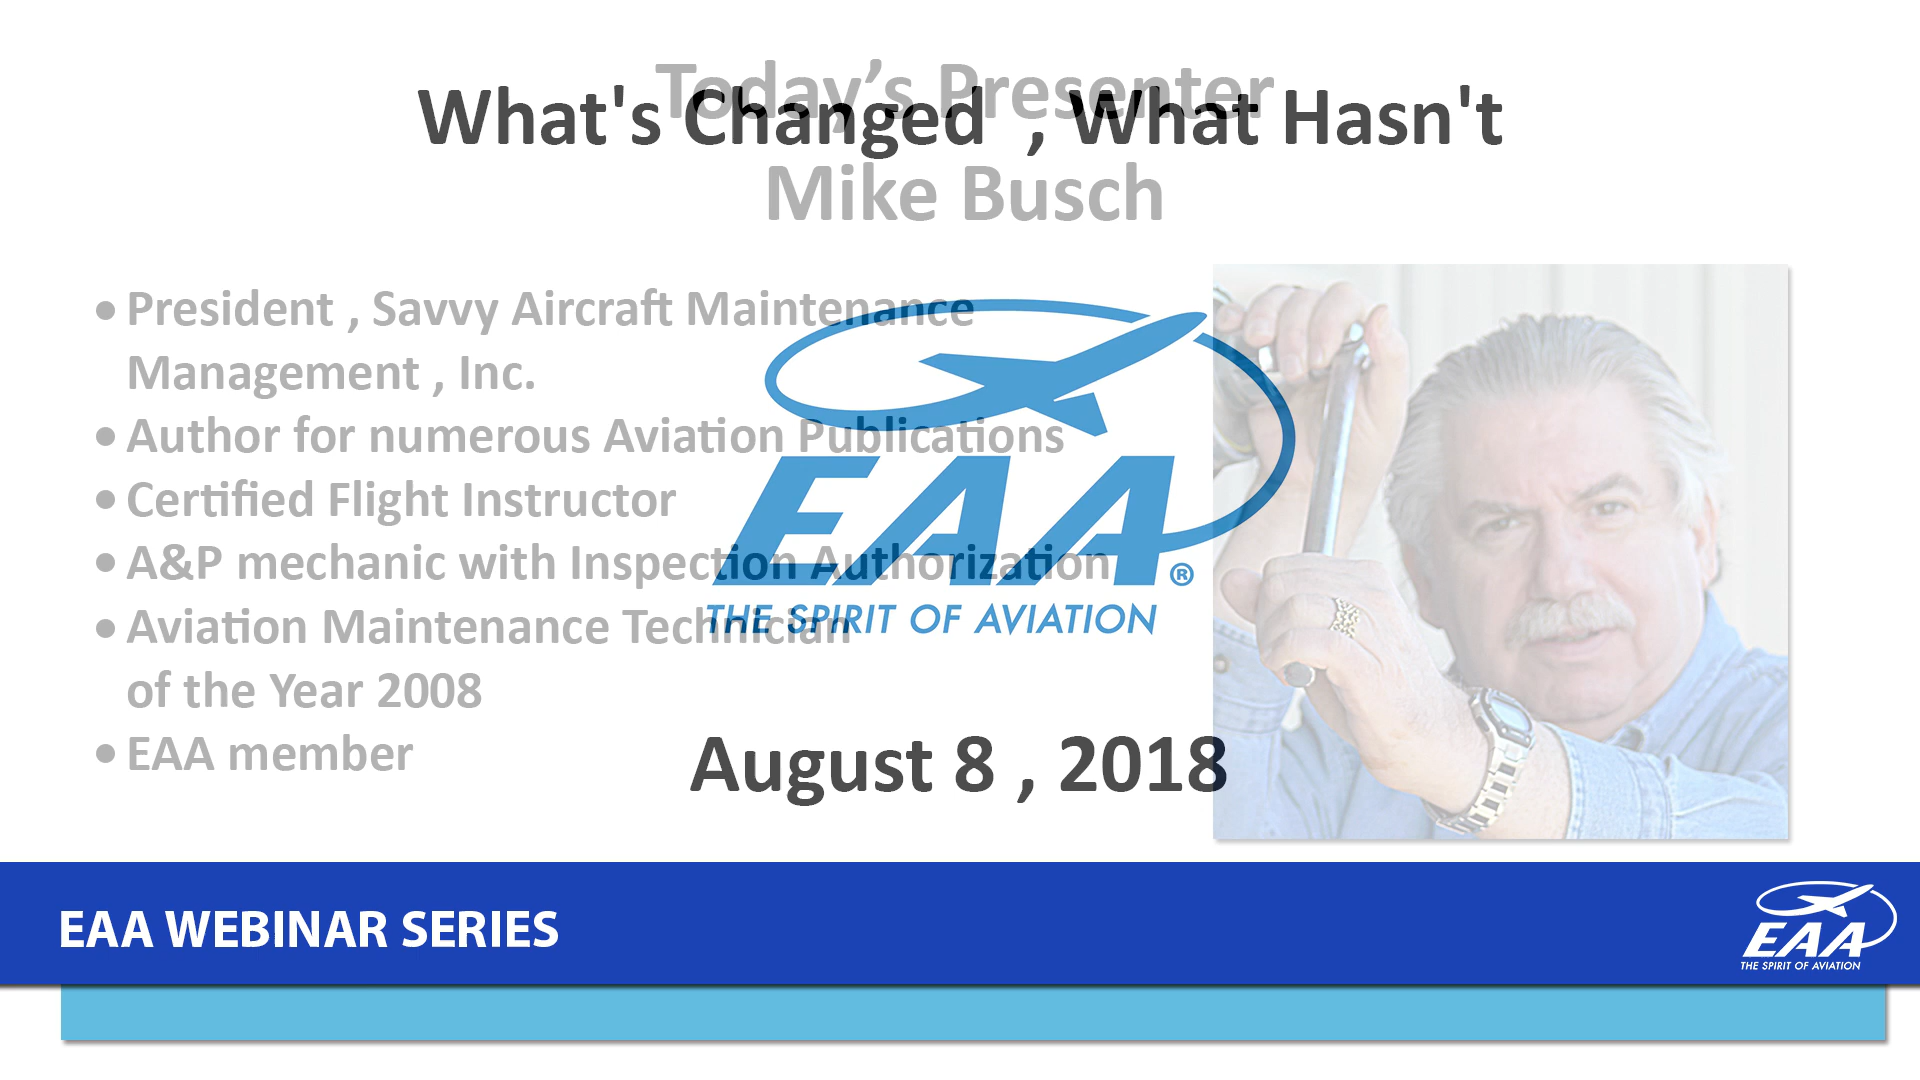 Today's Presenter
What's Changed , What Hasn't
Mike Busch
• President , Savvy Aircraft Maintenance
Management , Inc.
• Author for numerous Aviation Publications
• Certified Flight Instructor
• A&P mechanic with Inspection Authorization
• Aviation Maintenance Technician
of the Year 2008
• EAA member
EAA®
THE SPIRIT OF AVIATION
August 8 , 2018
EAA WEBINAR SERIES
EAA
THE SPIRIT OF AVIATION